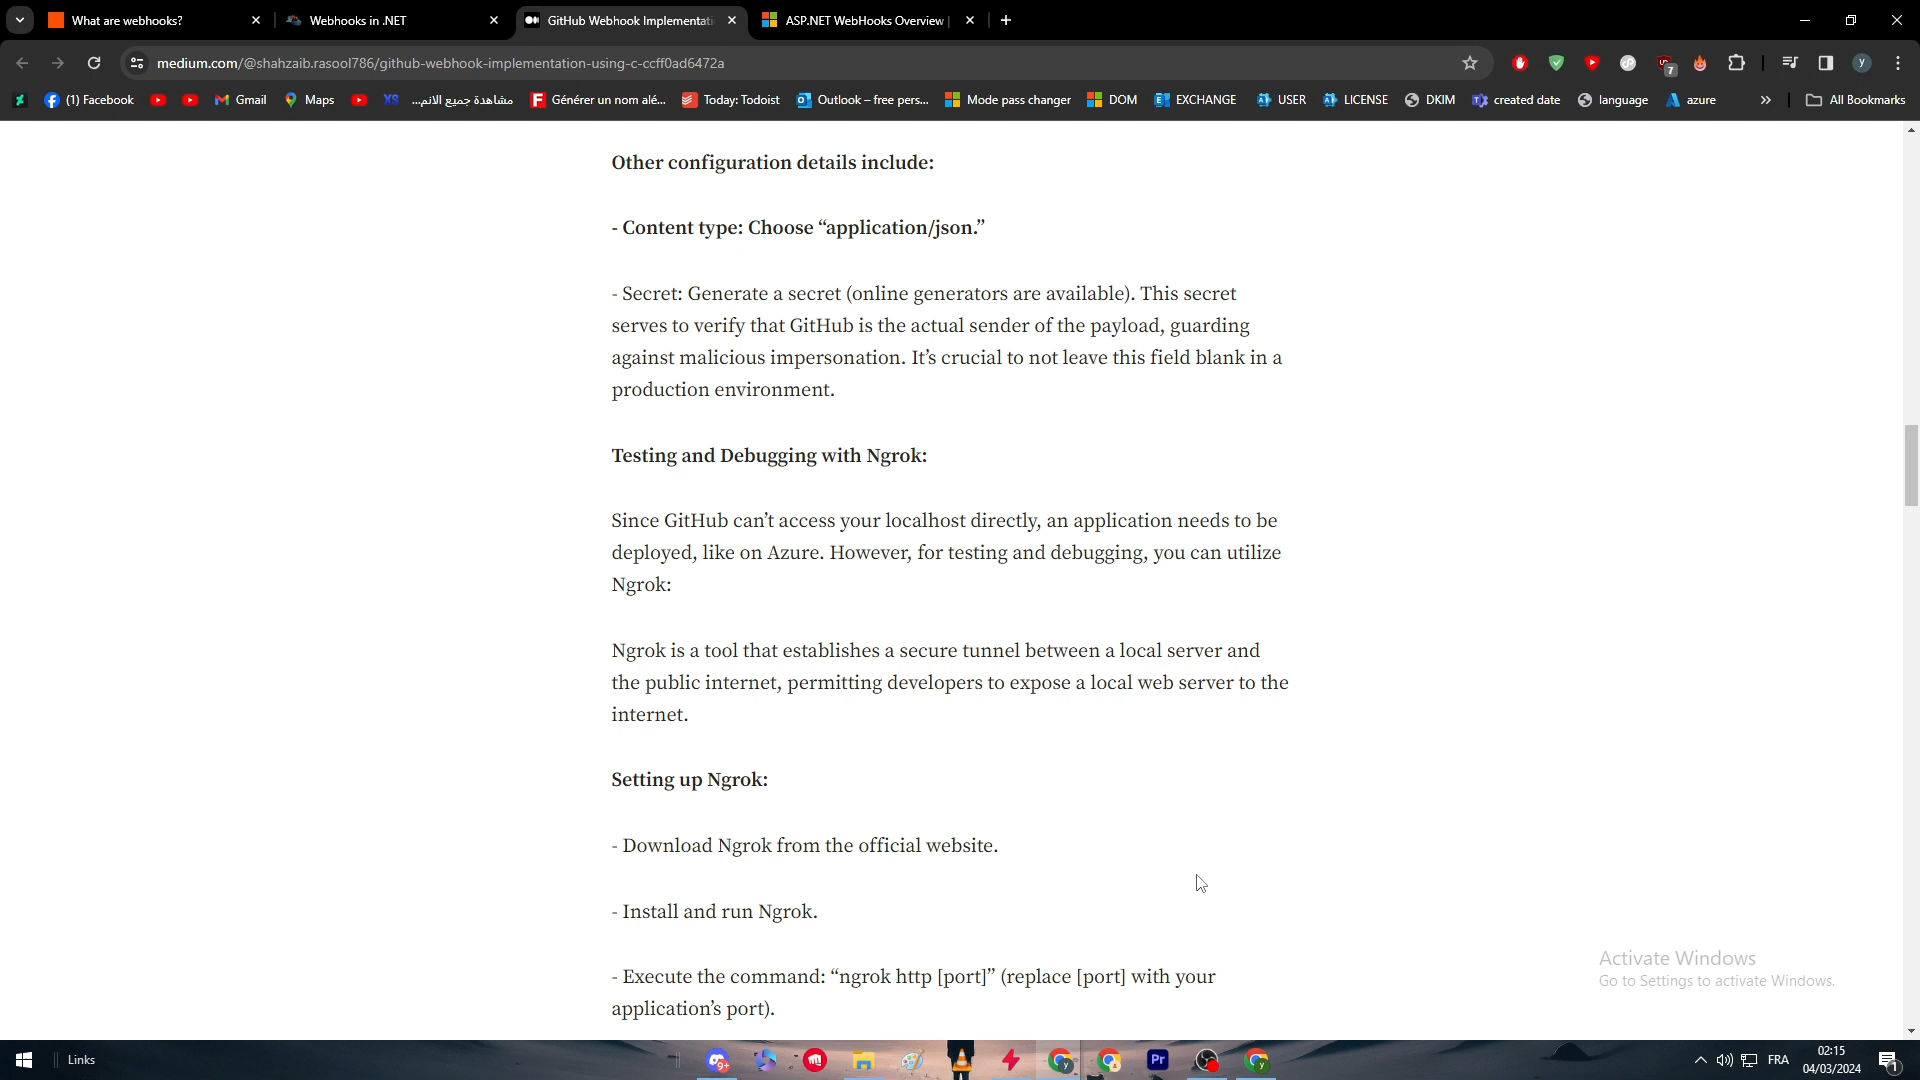 What are webhooks?
Webhooks in .NET
GitHub Webhook Implementati
ASP.NET WebHooks Overview |
medium.com/@shahzaib.rasool786/github-webhook-implementation-using-c-ccff0ad6472a
7
(1) Facebook
Gmail
Maps
XS
مشاهدة جميع الانم...
Générer un nom alé...
Today: Todoist
Outlook – free pers...
Mode pass changer
DOM
EXCHANGE
USER
LICENSE
DKIM
created date
language
azure
»
All Bookmarks
Other configuration details include:
- Content type: Choose “application/json.”
- Secret: Generate a secret (online generators are available). This secret
serves to verify that GitHub is the actual sender of the payload, guarding
against malicious impersonation. It’s crucial to not leave this field blank in a
production environment.
Testing and Debugging with Ngrok:
Since GitHub can’t access your localhost directly, an application needs to be
deployed, like on Azure. However, for testing and debugging, you can utilize
Ngrok:
Ngrok is a tool that establishes a secure tunnel between a local server and
the public internet, permitting developers to expose a local web server to the
internet.
Setting up Ngrok:
- Download Ngrok from the official website.
- Install and run Ngrok.
- Execute the command: “ngrok http [port]” (replace [port] with your
application’s port).
Activate Windows
Go to Settings to activate Windows.
Links
9+
Pr
FRA
02:15
04/03/2024
1